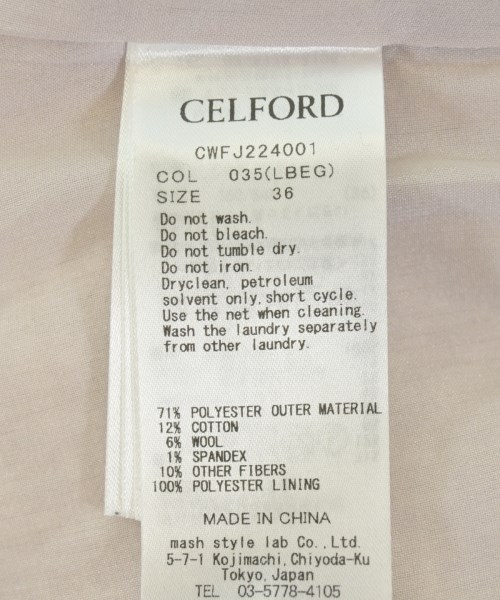 CELFORD
CWFJ224001
COL 035(LBEG)
SIZE 36
Do not wash.
Do not bleach.
Do not tumble dry.
Do not iron.
Dryclean, petroleum
solvent only,short cycle.
Use the net when cleaning.
Wash the laundry separately
from other laundry.
71% POLYESTER OUTER MATERIAL
12% COTTON
6% WOOL
1% SPANDEX
10% OTHER FIBERS
100% POLYESTER LINING
MADE IN CHINA
mash style lab Co.,Ltd.
5-7-1 Kojimachi,Chiyoda-Ku
Tokyo,Japan
TEL 03-5778-4105